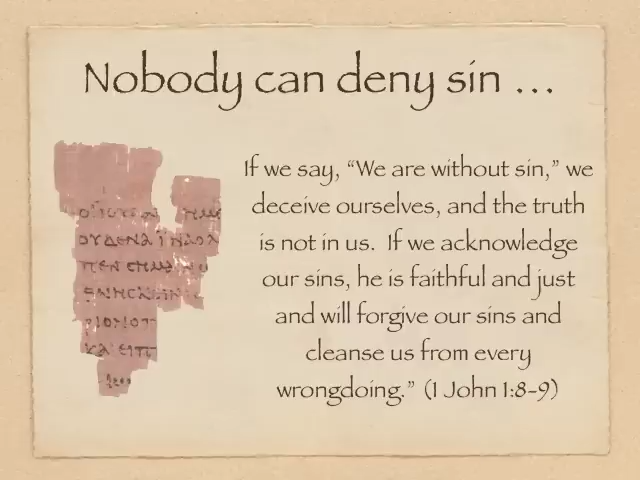 Nobody can deny sin ...
If we say, “We are without sin,” we
deceive ourselves, and the truth
is not in us. If we acknowledge
our sins, he is faithful and just
and will forgive our sins and
cleanse us from every
wrongdoing.” (1 John 1:8-9)
ΟΥΔΕΝΑ ΪΝΑΟΛ